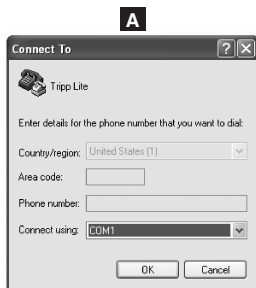 A
Connect To
Tripp Lite
Enter details for the phone number that you want to dial:
Country/region: United States (1)
Area code:
Phone number:
Connect using: COM1
OK Cancel